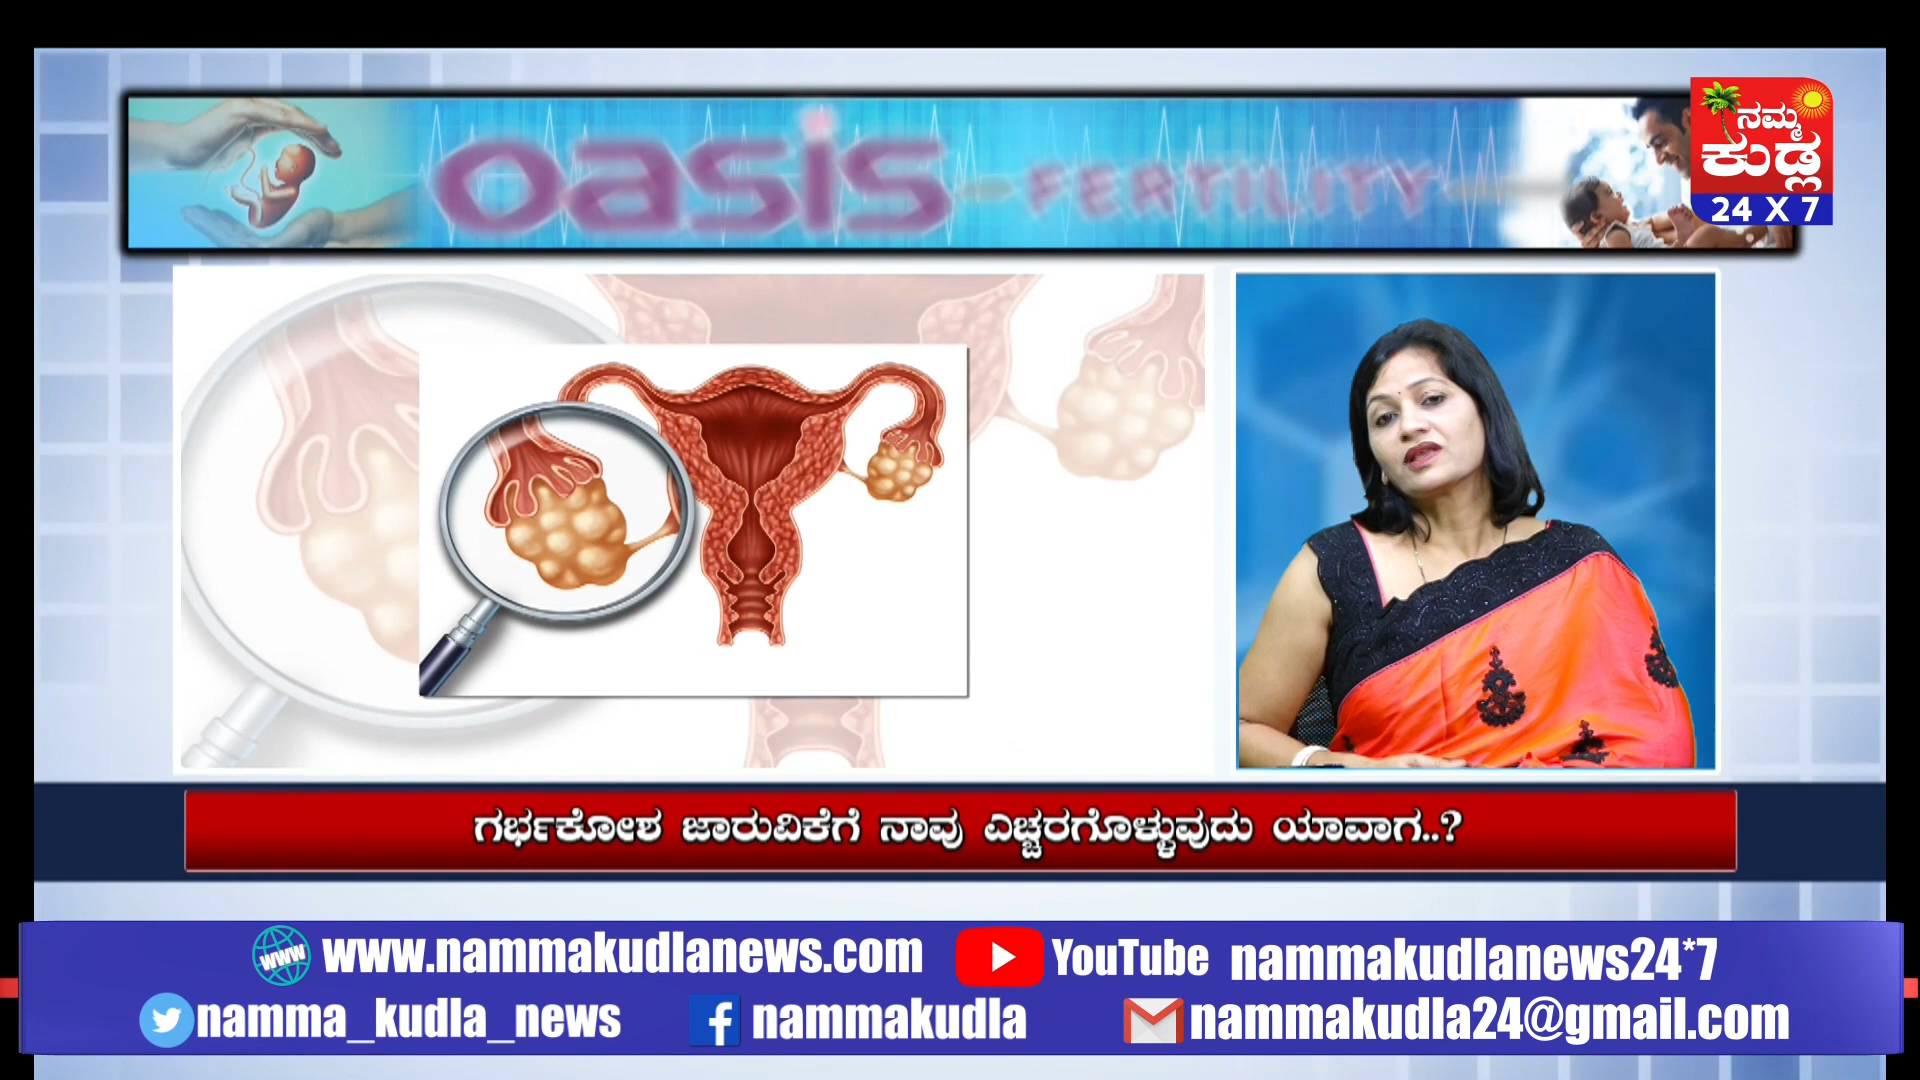 oasis FERTILITY
ನಮ್ಮ
ಕುಡ್ಲ
24 X 7
ಗರ್ಭಕೋಶ ಜಾರುವಿಕೆಗೆ ನಾವು ಎಚ್ಚರಗೊಳ್ಳುವುದು ಯಾವಾಗ..?
www www.nammakudlanews.com YouTube nammakudlanews24*7
namma_kudla_news f nammakudla nammakudla24@gmail.com